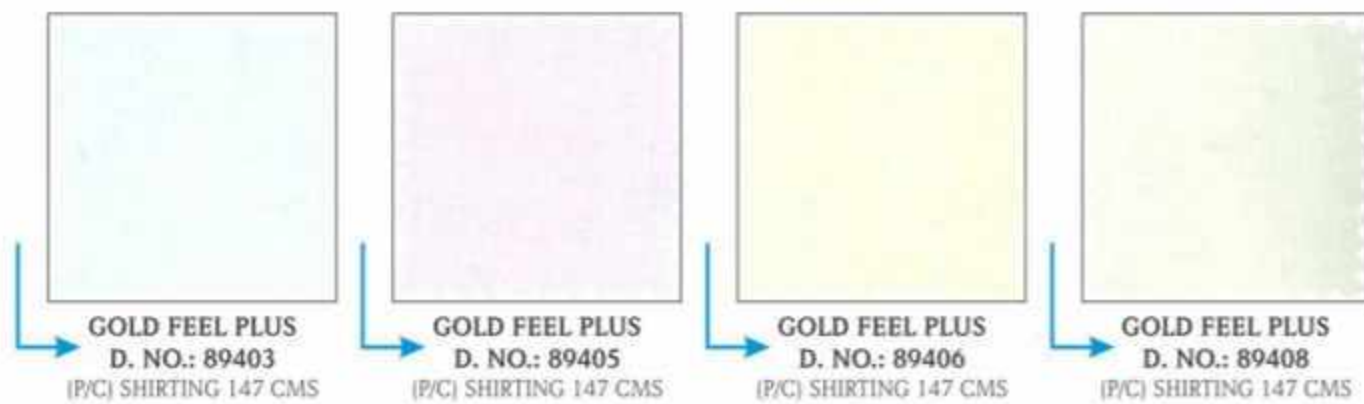 GOLD FEEL PLUS
D. NO.: 89403
(P/C) SHIRTING 147 CMS
GOLD FEEL PLUS
D. NO.: 89405
(P/C) SHIRTING 147 CMS
GOLD FEEL PLUS
D. NO.: 89406
(P/C) SHIRTING 147 CMS
GOLD FEEL PLUS
D. NO.: 89408
(P/C) SHIRTING 147 CMS